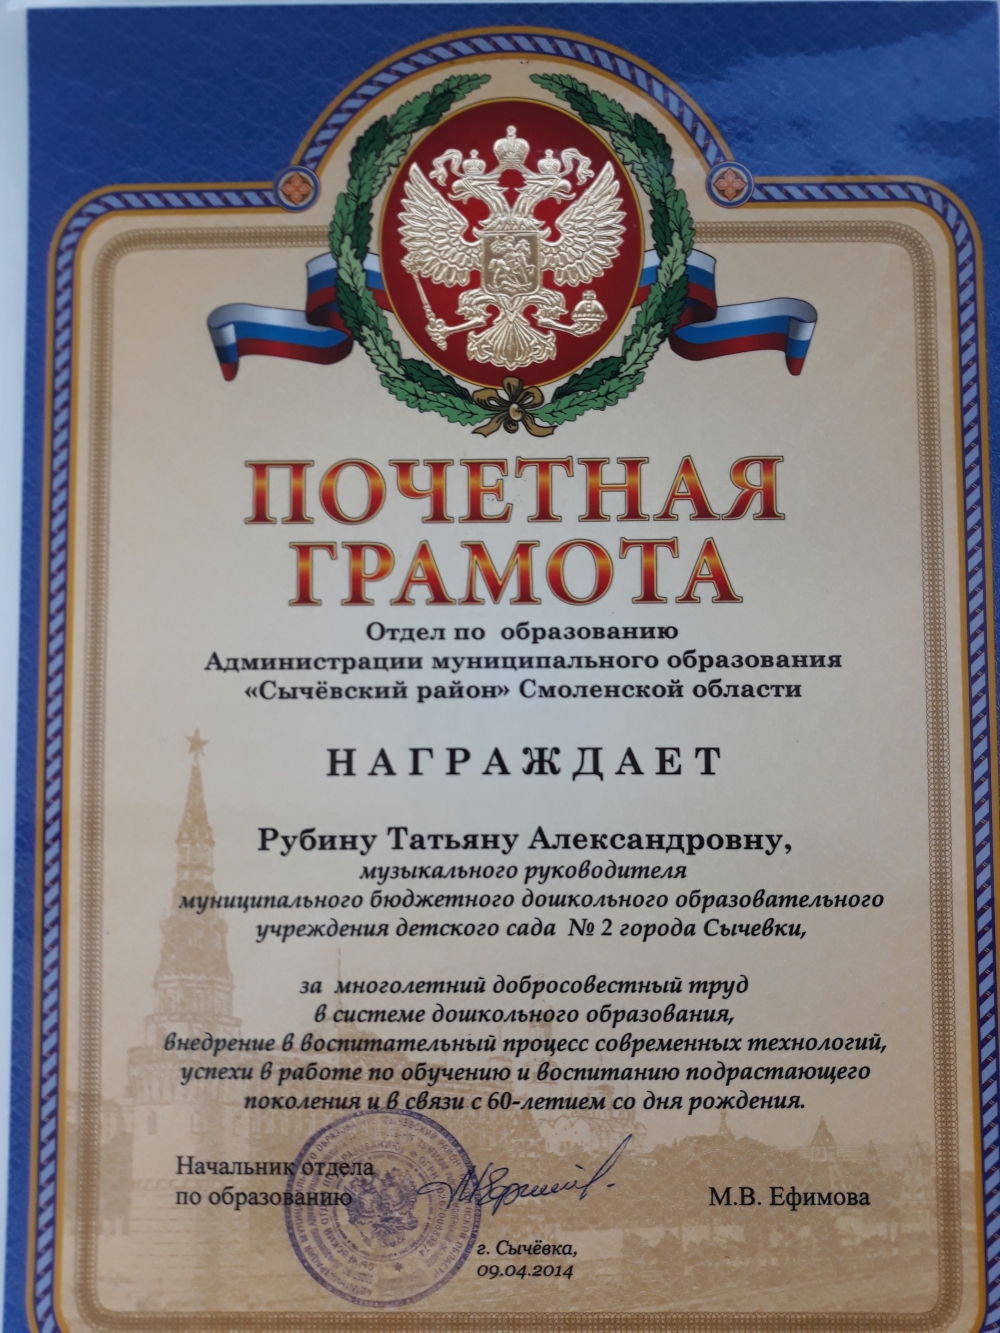 ПОЧЕТНАЯ
ГРАМОТА
Отдел по образованию
Администрации муниципального образования
«Сычёвский район» Смоленской области
НАГРАЖДАЕТ
Рубину Татьяну Александровну,
музыкального руководителя
муниципального бюджетного дошкольного образовательного
учреждения детского сада № 2 города Сычевки,
за многолетний добросовестный труд
в системе дошкольного образования,
внедрение в воспитательный процесс современных технологий,
успехи в работе по обучению и воспитанию подрастающего
поколения и в связи с 60-летием со дня рождения.
Начальник отдела
по образованию М.В. Ефимова
г. Сычёвка,
09.04.2014